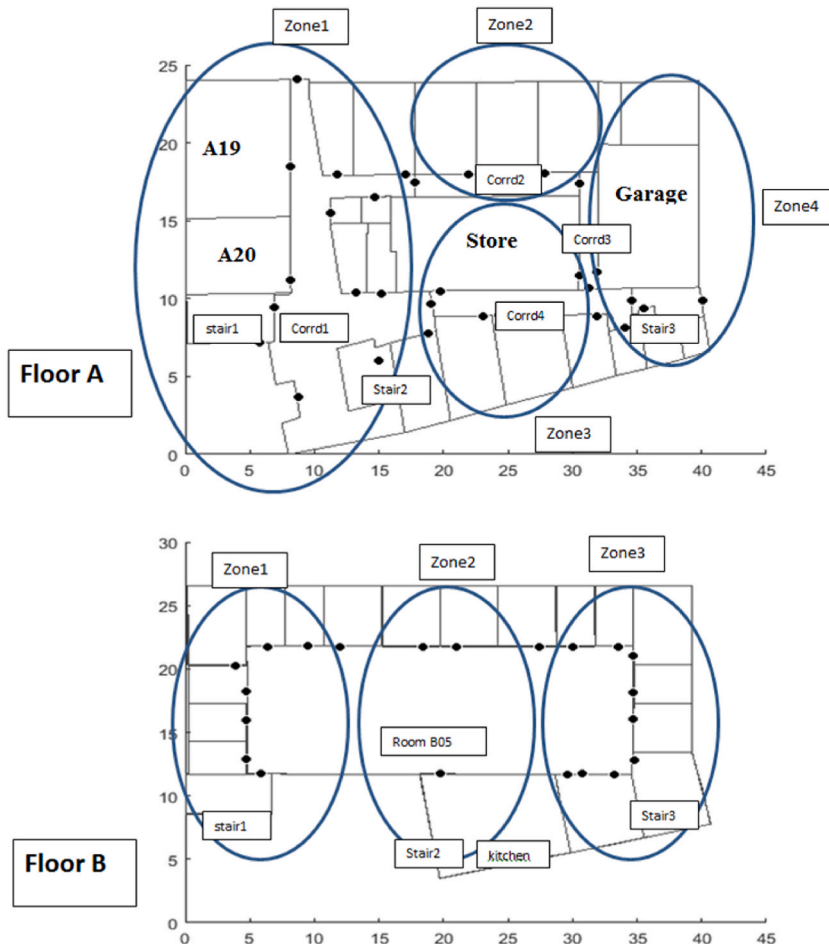 Zone1
Zone2
25
20
15
10
5
0
A19
A20
Corrd2
Garage
Zone4
Store
Corrd3
stair1
Corrd1
Corrd4
Stair3
Floor A
Stair2
Zone3
0 5 10 15 20 25 30 35 40 45
Zone1
Zone2
Zone3
30
25
20
15
10
5
0
Room B05
stair1
Stair2
kitchen
Stair3
Floor B
0 5 10 15 20 25 30 35 40 45